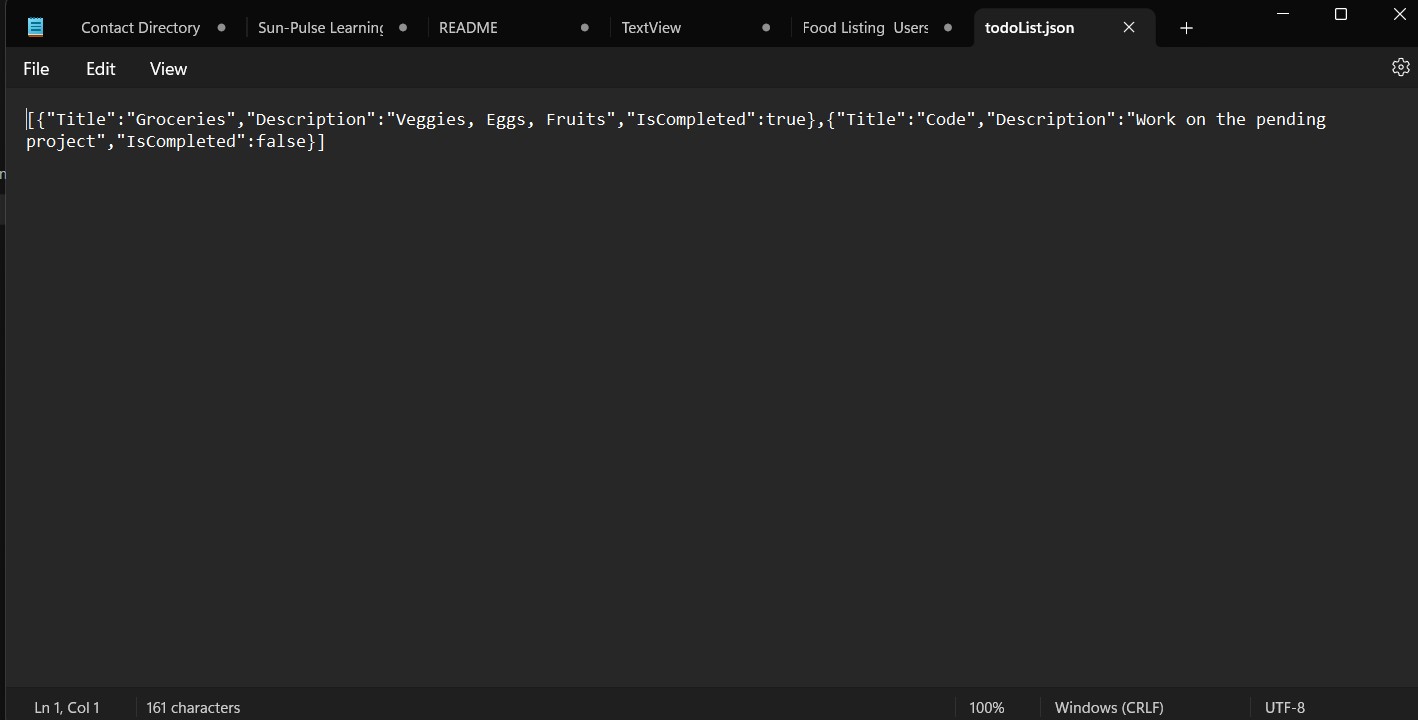 Contact Directory
Sun-Pulse Learning
README
TextView
Food Listing Users
todoList.json
File Edit View
[{"Title":"Groceries","Description":"Veggies, Eggs, Fruits","IsCompleted":true},{"Title":"Code","Description":"Work on the pending
project","IsCompleted":false}]
Ln 1, Col 1
161 characters
100%
Windows (CRLF)
UTF-8